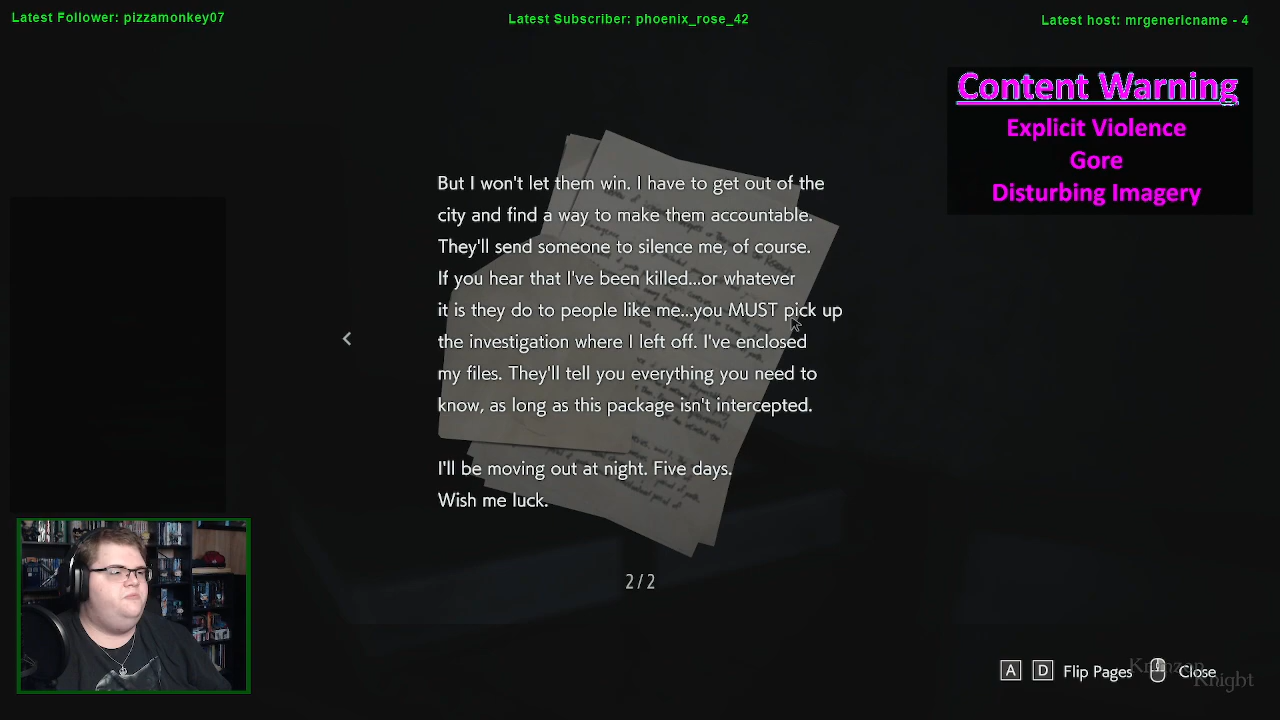 Latest Follower: pizzamonkey07
Latest Subscriber: phoenix_rose_42
Latest host: mrgenericname - 4
Content Warning
Explicit Violence
Gore
Disturbing Imagery
But I won't let them win. I have to get out of the
city and find a way to make them accountable.
They'll send someone to silence me, of course.
If you hear that I've been killed...or whatever
it is they do to people like me...you MUST pick up
the investigation where I left off. I've enclosed
my files. They'll tell you everything you need to
know, as long as this package isn't intercepted.
I'll be moving out at night. Five days.
Wish me luck.
2/2
A D Flip Pages Close
Knight